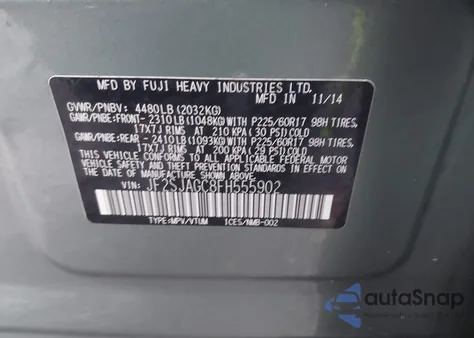 MFD BY FUJI HEAVY INDUSTRIES LTD.
MFD IN 11/14
GVWR/PNBV: 4480LB (2032KG)
GAWR/PNBE:FRONT-2310LB(1048KG)WITH P225/60R17 98H TIRES,
17X7J RIMS AT 210 KPA(30 PSI)COLD
GAWR/PNBE:REAR -2410LB(1093KG)WITH P225/60R17 98H TIRES,
17X7J RIMS AT 200 KPA(29 PSI)COLD
THIS VEHICLE CONFORMS TO ALL APPLICABLE FEDERAL MOTOR
VEHICLE SAFETY AND THEFT PREVENTION STANDARDS IN EFFECT ON
THE DATE OF MANUFACTURE SHOWN ABOVE.
VIN: JF2SJAGC8FH555902
TYPE:MPV/VTUM ICES/NMB-002
autaSnap